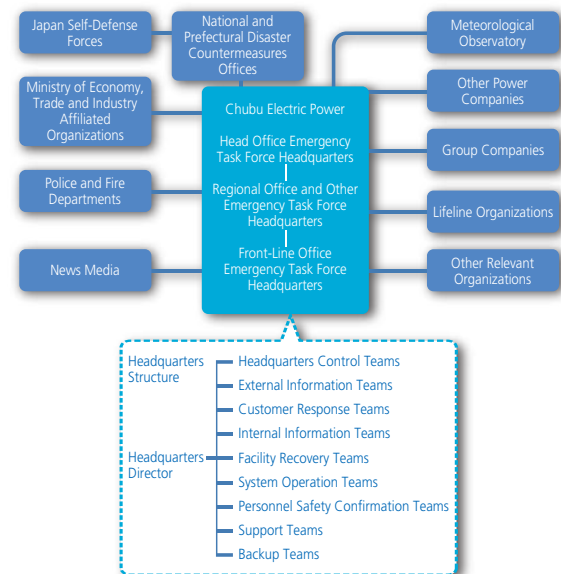 Japan Self-Defense
Forces
National and
Prefectural Disaster
Countermeasures
Offices
Meteorological
Observatory
Ministry of Economy,
Trade and Industry
Affiliated
Organizations
Other Power
Companies
Police and Fire
Departments
Group Companies
News Media
Lifeline Organizations
Other Relevant
Organizations
Chubu Electric Power
Head Office Emergency
Task Force Headquarters
Regional Office and Other
Emergency Task Force
Headquarters
Front-Line Office
Emergency Task Force
Headquarters
Headquarters
Structure
Headquarters
Director
Headquarters Control Teams
External Information Teams
Customer Response Teams
Internal Information Teams
Facility Recovery Teams
System Operation Teams
Personnel Safety Confirmation Teams
Support Teams
Backup Teams